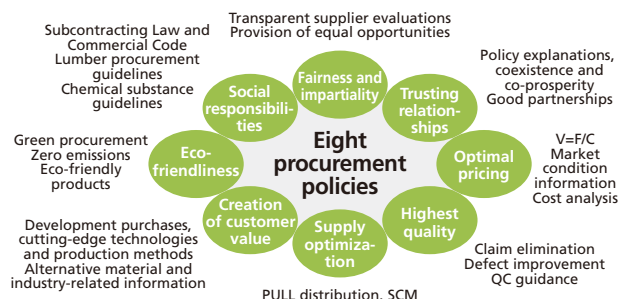 Transparent supplier evaluations
Provision of equal opportunities
Fairness and
impartiality
Policy explanations,
coexistence and
co-prosperity
Good partnerships
Trusting
relation-
ships
V=F/C
Market
condition
information
Cost analysis
Optimal
pricing
Claim elimination
Defect improvement
QC guidance
Highest
quality
PULL distribution, SCM
Supply
optimiza-
tion
Development purchases,
cutting-edge technologies
and production methods
Alternative material and
industry-related information
Creation
of customer
value
Green procurement
Zero emissions
Eco-friendly
products
Eco-
friendliness
Subcontracting Law and
Commercial Code
Lumber procurement
guidelines
Chemical substance
guidelines
Social
responsibili-
ties
Eight
procurement
policies